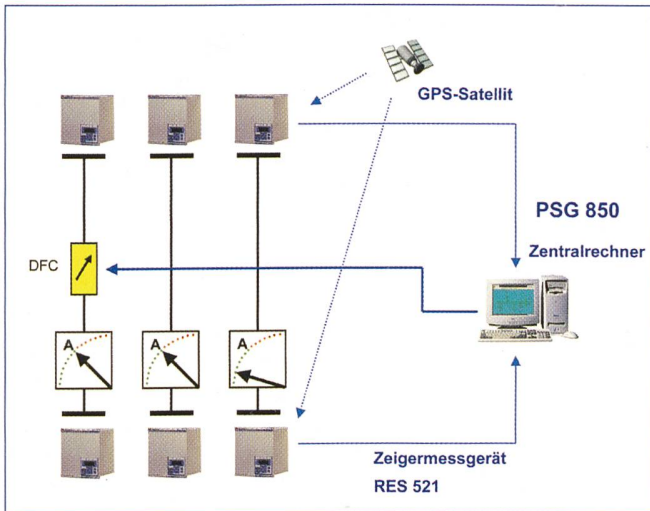 GPS-Satellit
PSG 850
DFC
Zentralrechner
A
A
A
Zeigermessgerät
RES 521